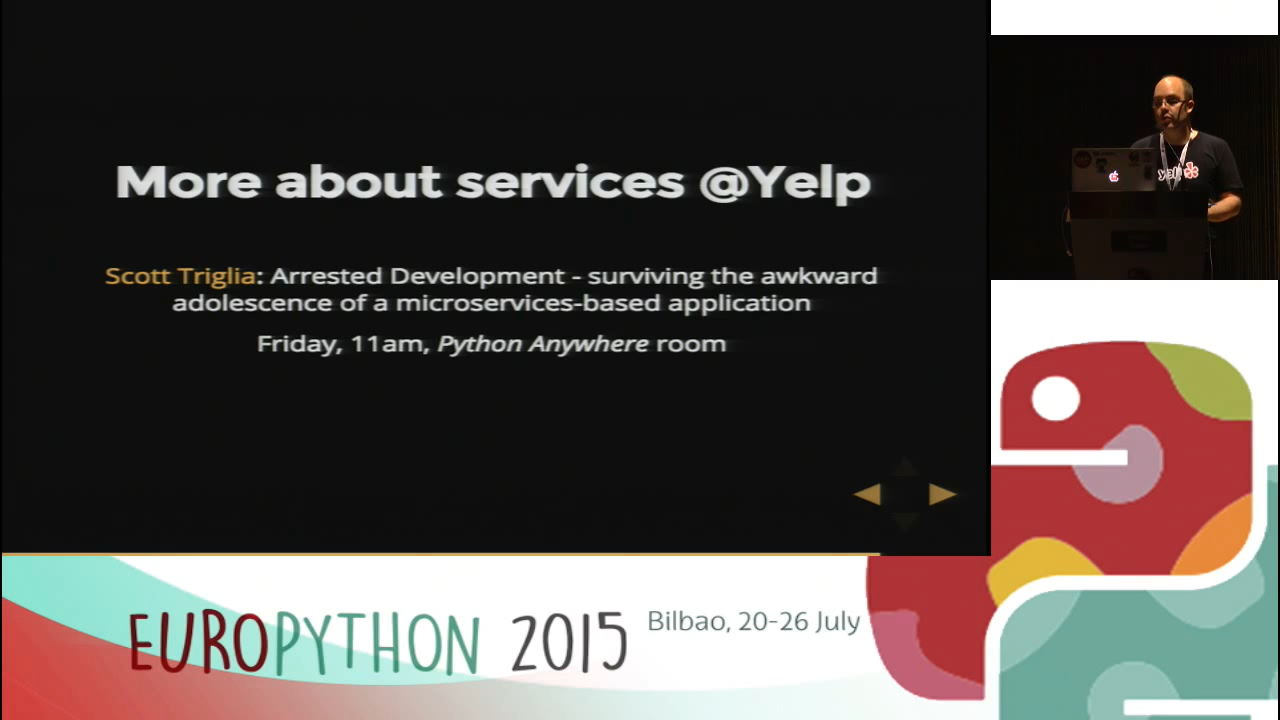 More about services @Yelp
Scott Triglia: Arrested Development - surviving the awkward
adolescence of a microservices-based application
Friday, 11am, Python Anywhere room
yelp
EUROPYTHON 2015
Bilbao, 20-26 July